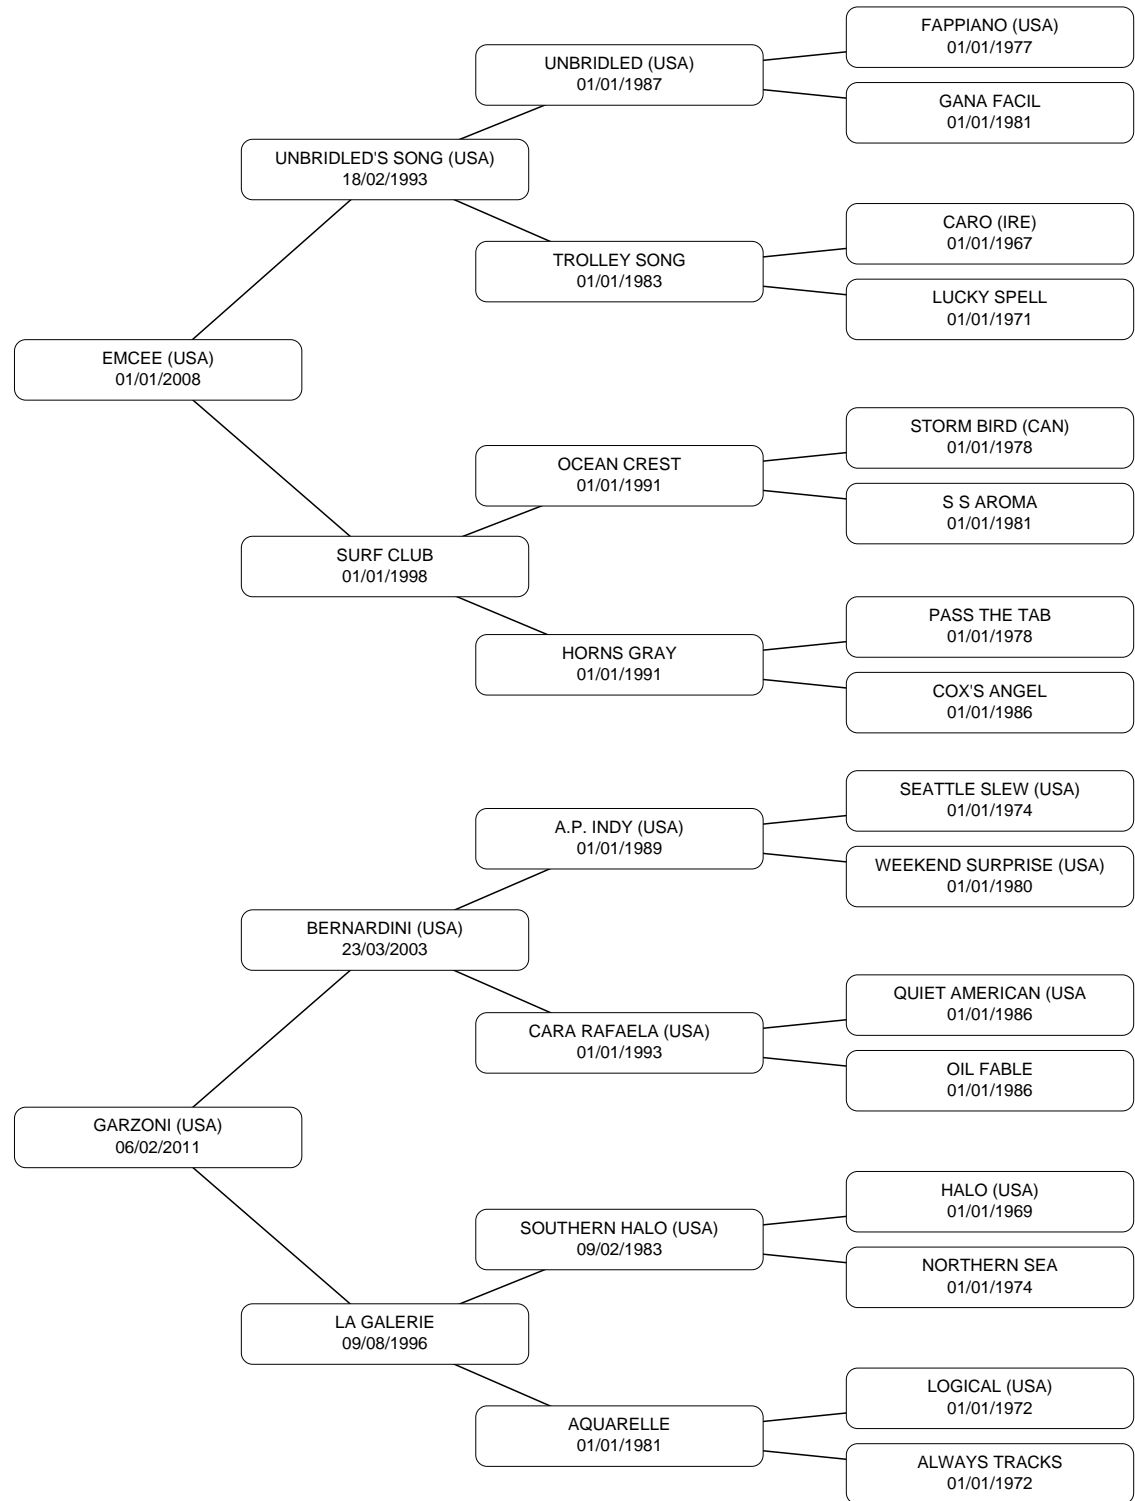 FAPPIANO (USA)
01/01/1977
UNBRIDLED (USA)
01/01/1987
GANA FACIL
01/01/1981
UNBRIDLED'S SONG (USA)
18/02/1993
CARO (IRE)
01/01/1967
TROLLEY SONG
01/01/1983
LUCKY SPELL
01/01/1971
EMCEE (USA)
01/01/2008
STORM BIRD (CAN)
01/01/1978
OCEAN CREST
01/01/1991
S S AROMA
01/01/1981
SURF CLUB
01/01/1998
PASS THE TAB
01/01/1978
HORNS GRAY
01/01/1991
COX'S ANGEL
01/01/1986
SEATTLE SLEW (USA)
01/01/1974
A.P. INDY (USA)
01/01/1989
WEEKEND SURPRISE (USA)
01/01/1980
BERNARDINI (USA)
23/03/2003
QUIET AMERICAN (USA
01/01/1986
CARA RAFAELA (USA)
01/01/1993
OIL FABLE
01/01/1986
GARZONI (USA)
06/02/2011
HALO (USA)
01/01/1969
SOUTHERN HALO (USA)
09/02/1983
NORTHERN SEA
01/01/1974
LA GALERIE
09/08/1996
LOGICAL (USA)
01/01/1972
AQUARELLE
01/01/1981
ALWAYS TRACKS
01/01/1972